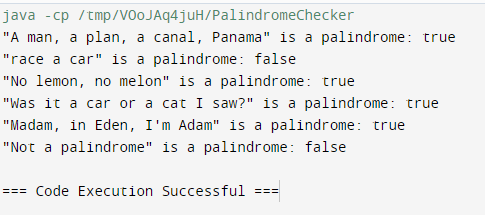 java -cp /tmp/VOoJAq4juH/PalindromeChecker
"A man, a plan, a canal, Panama" is a palindrome: true
"race a car" is a palindrome: false
"No lemon, no melon" is a palindrome: true
"Was it a car or a cat I saw?" is a palindrome: true
"Madam, in Eden, I'm Adam" is a palindrome: true
"Not a palindrome" is a palindrome: false
=== Code Execution Successful ===